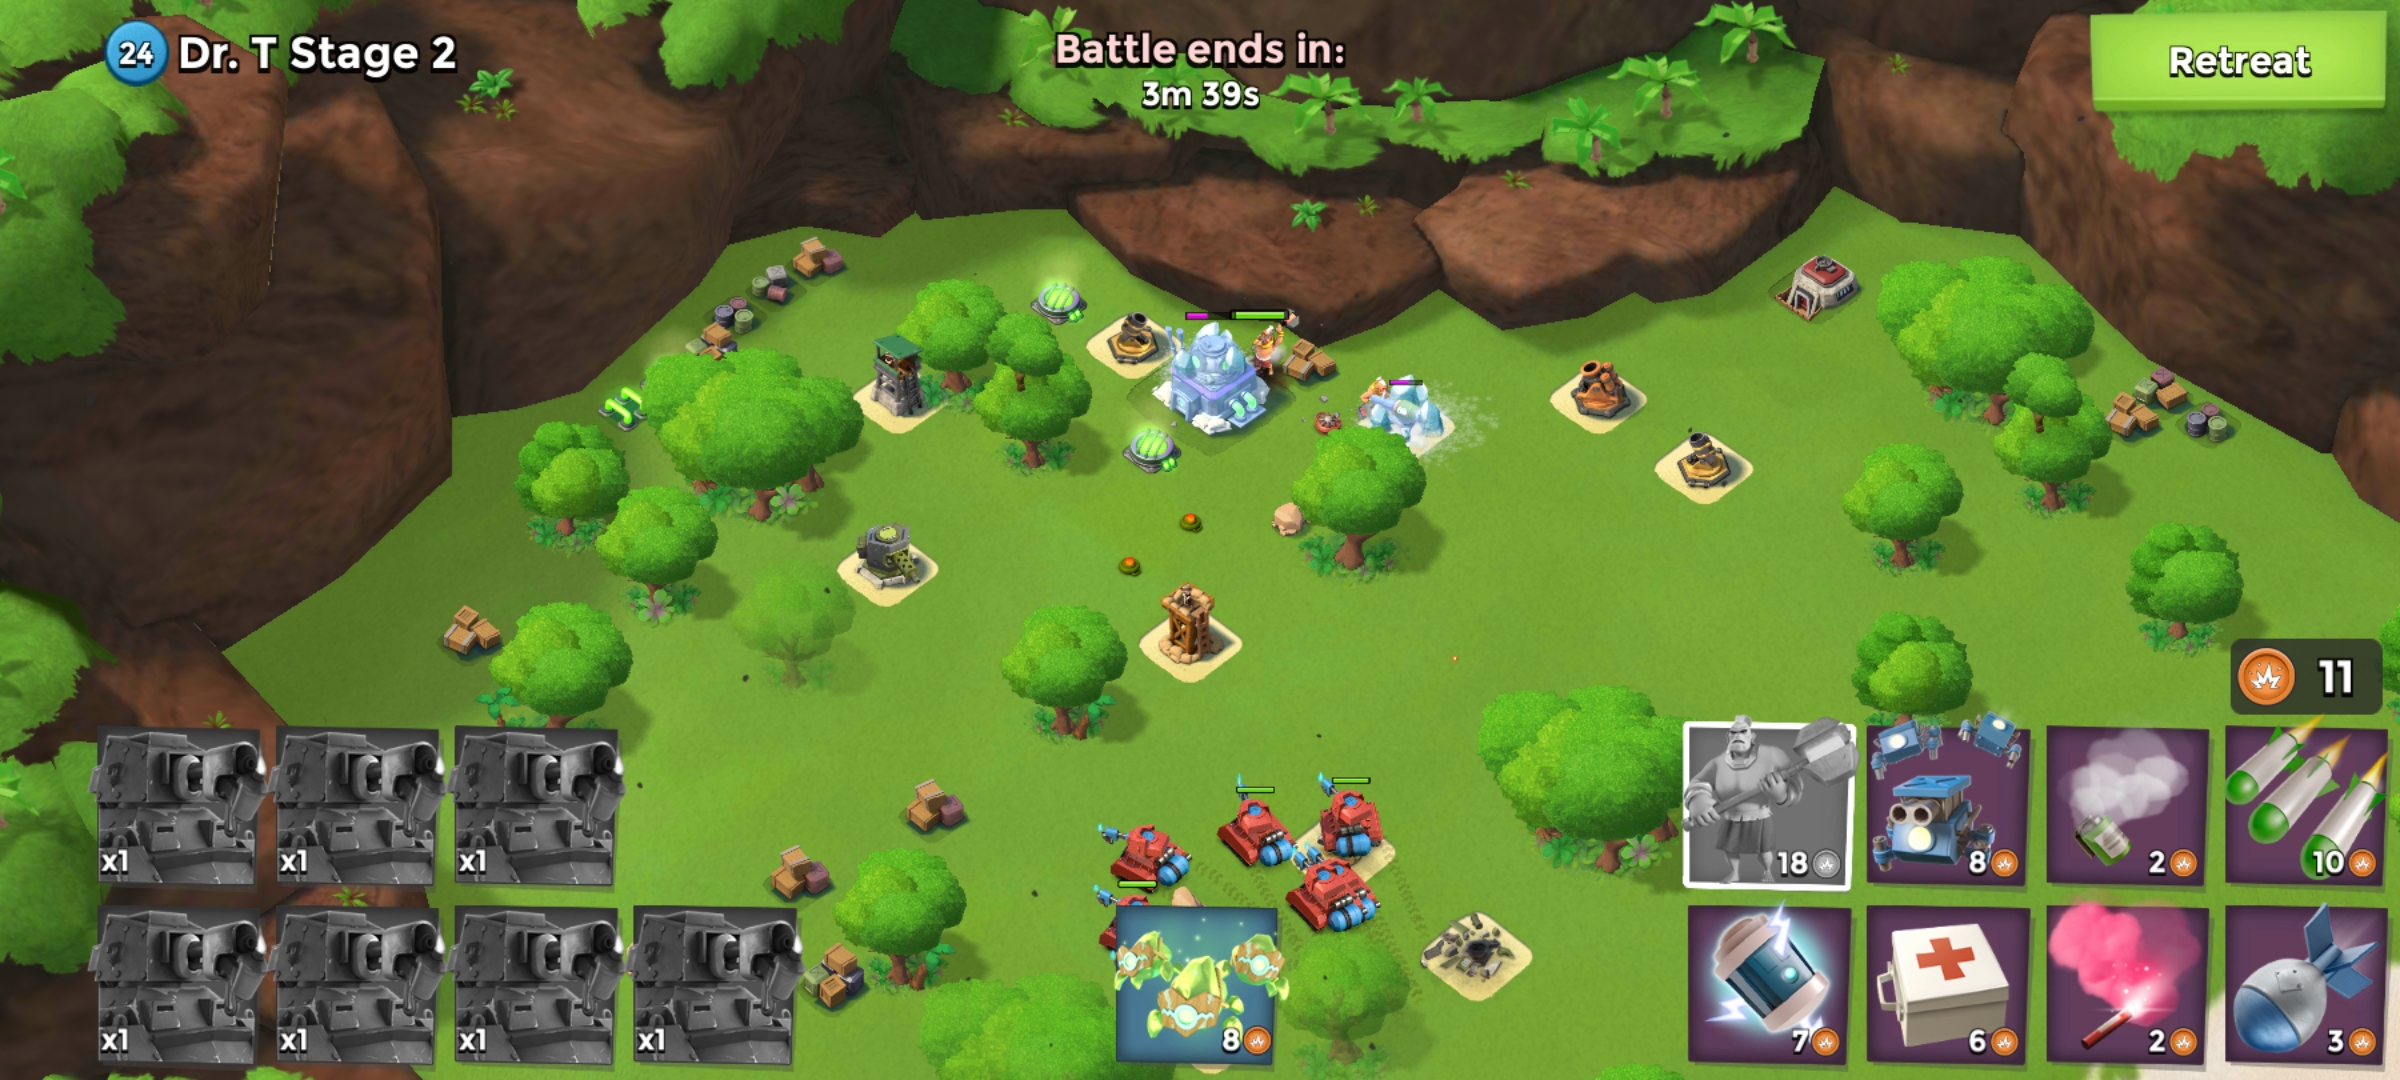 24 Dr. T Stage 2
Battle ends in:
3m 39s
Retreat
11
x1 x1 x1
18 8 2 10
x1 x1 x1 x1
8
7 6 2 3